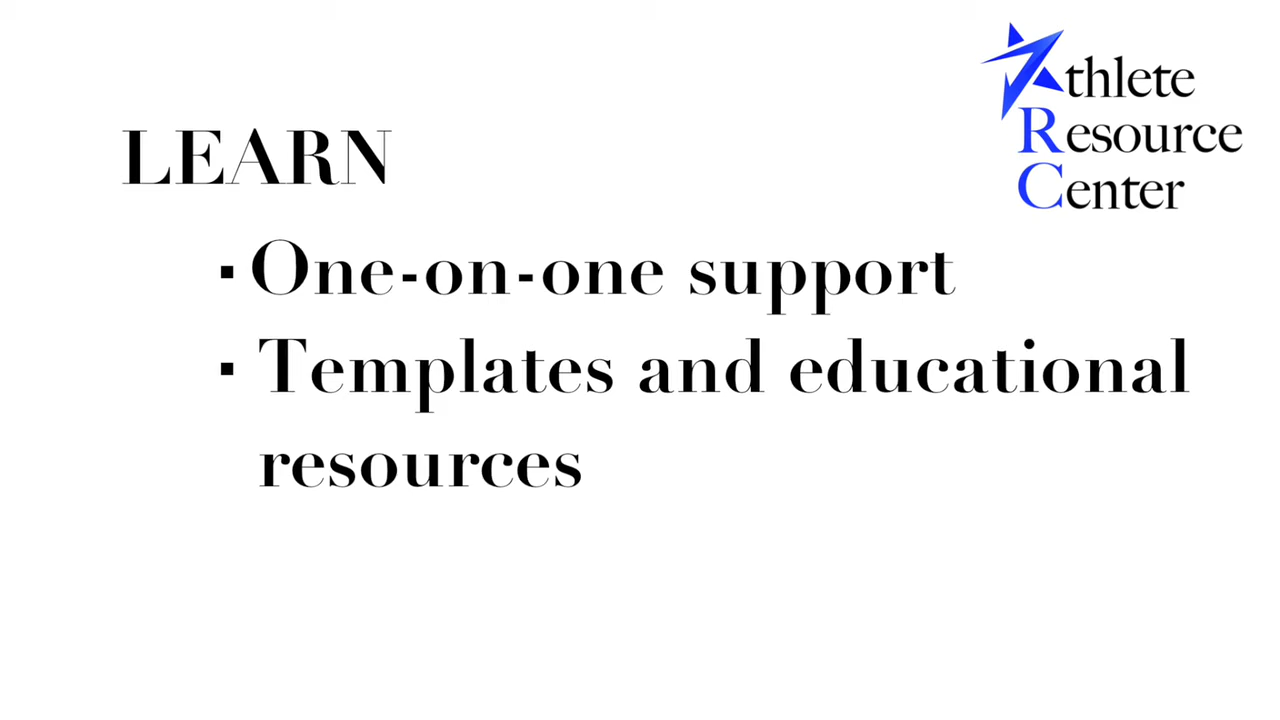 Athlete
Resource
Center
LEARN
▪ One-on-one support
▪ Templates and educational
resources